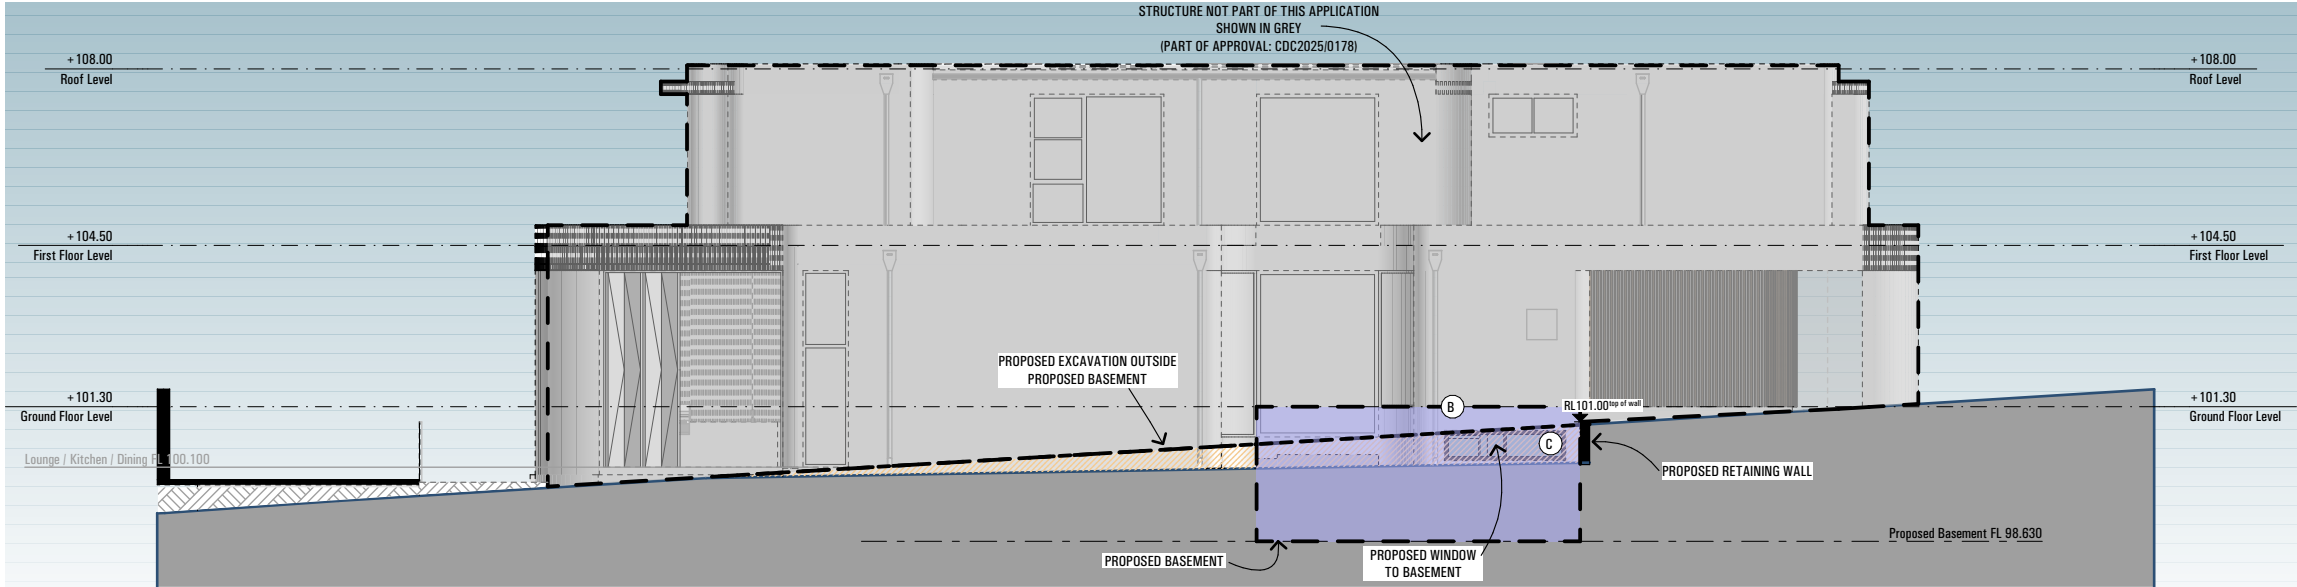 STRUCTURE NOT PART OF THIS APPLICATION
SHOWN IN GREY
(PART OF APPROVAL: CDC2025/0178)
+108.00
Roof Level
+108.00
Roof Level
+104.50
First Floor Level
+104.50
First Floor Level
PROPOSED EXCAVATION OUTSIDE
PROPOSED BASEMENT
+101.30
Ground Floor Level
B
RL101.00 top of wall
+101.30
Ground Floor Level
C
Lounge / Kitchen / Dining FL 100.100
PROPOSED RETAINING WALL
Proposed Basement FL 98.630
PROPOSED BASEMENT
PROPOSED WINDOW
TO BASEMENT